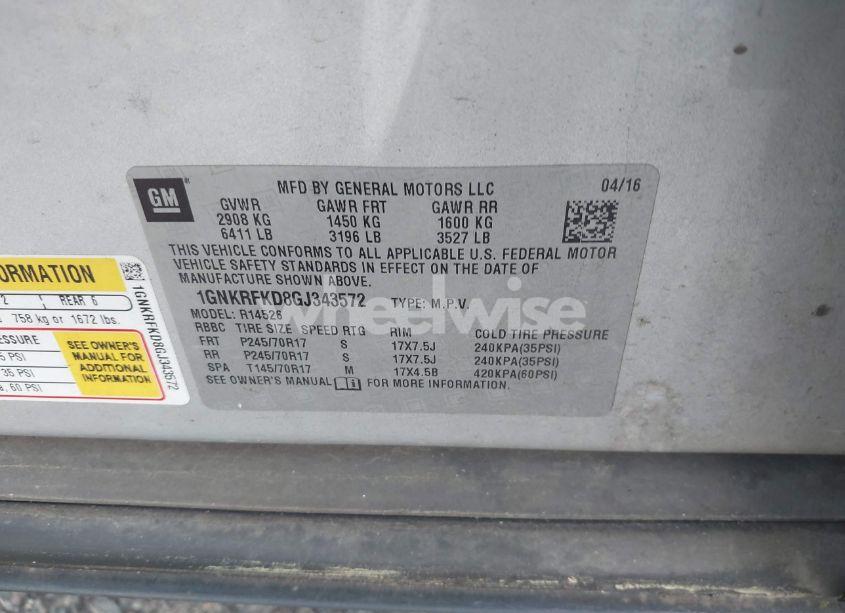 GM
MFD BY GENERAL MOTORS LLC
04/16
GVWR GAWR FRT GAWR RR
2908 KG 1450 KG 1600 KG
6411 LB 3196 LB 3527 LB
THIS VEHICLE CONFORMS TO ALL APPLICABLE U.S. FEDERAL MOTOR
VEHICLE SAFETY STANDARDS IN EFFECT ON THE DATE OF
MANUFACTURE SHOWN ABOVE.
1GNKRFKD8GJ343572 TYPE: M.P.V.
MODEL: R14526
RBBC TIRE SIZE SPEED RTG RIM COLD TIRE PRESSURE
FRT P245/70R17 S 17X7.5J 240KPA(35PSI)
RR P245/70R17 S 17X7.5J 240KPA(35PSI)
SPA T145/70R17 M 17X4.5B 420KPA(60PSI)
SEE OWNER'S MANUAL i FOR MORE INFORMATION.
ORMATION
2 REAR 6
758 kg or 1672 lbs.
ESSURE
5 PSI
35 PSI
a, 60 PSI
SEE OWNER'S
MANUAL FOR
ADDITIONAL
INFORMATION
1GNKRFKD8GJ343572
wheelwise